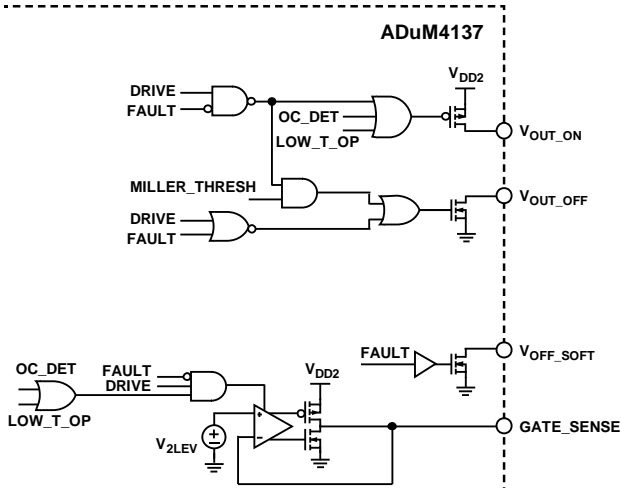 ADuM4137
DRIVE
FAULT
OC_DET
LOW_T_OP
VDD2
VOUT_ON
MILLER_THRESH
DRIVE
FAULT
VOUT_OFF
OC_DET
LOW_T_OP
FAULT
DRIVE
V2LEV
+
−
VDD2
FAULT
VOFF_SOFT
GATE_SENSE